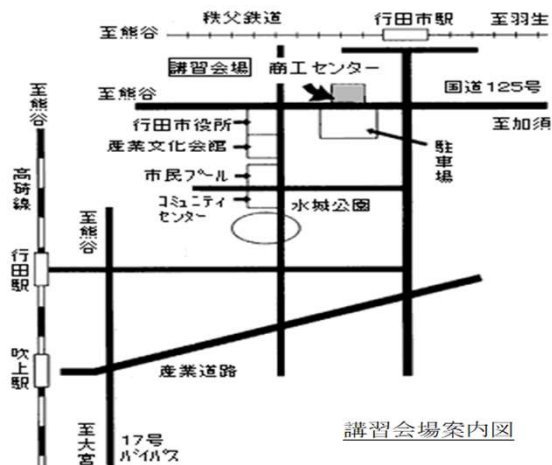 秩父鉄道
行田市駅
至羽生
至熊谷
講習会場
商工センター
国道125号
至熊谷
至熊谷
至加須
行田市役所
産業文化会館
駐車場
市民プール
コミュニティ
センター
水城公園
高崎線
至熊谷
行田駅
吹上駅
産業道路
至大宮
17号
バイパス
講習会場案内図